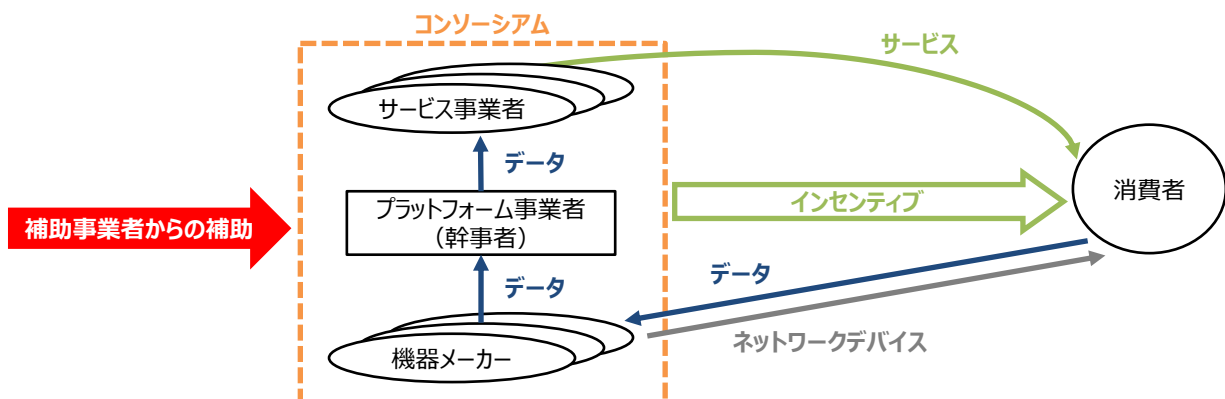 コンソーシアム
サービス
サービス事業者
データ
消費者
プラットフォーム事業者
（幹事者）
インセンティブ
補助事業者からの補助
データ
データ
ネットワークデバイス
機器メーカー